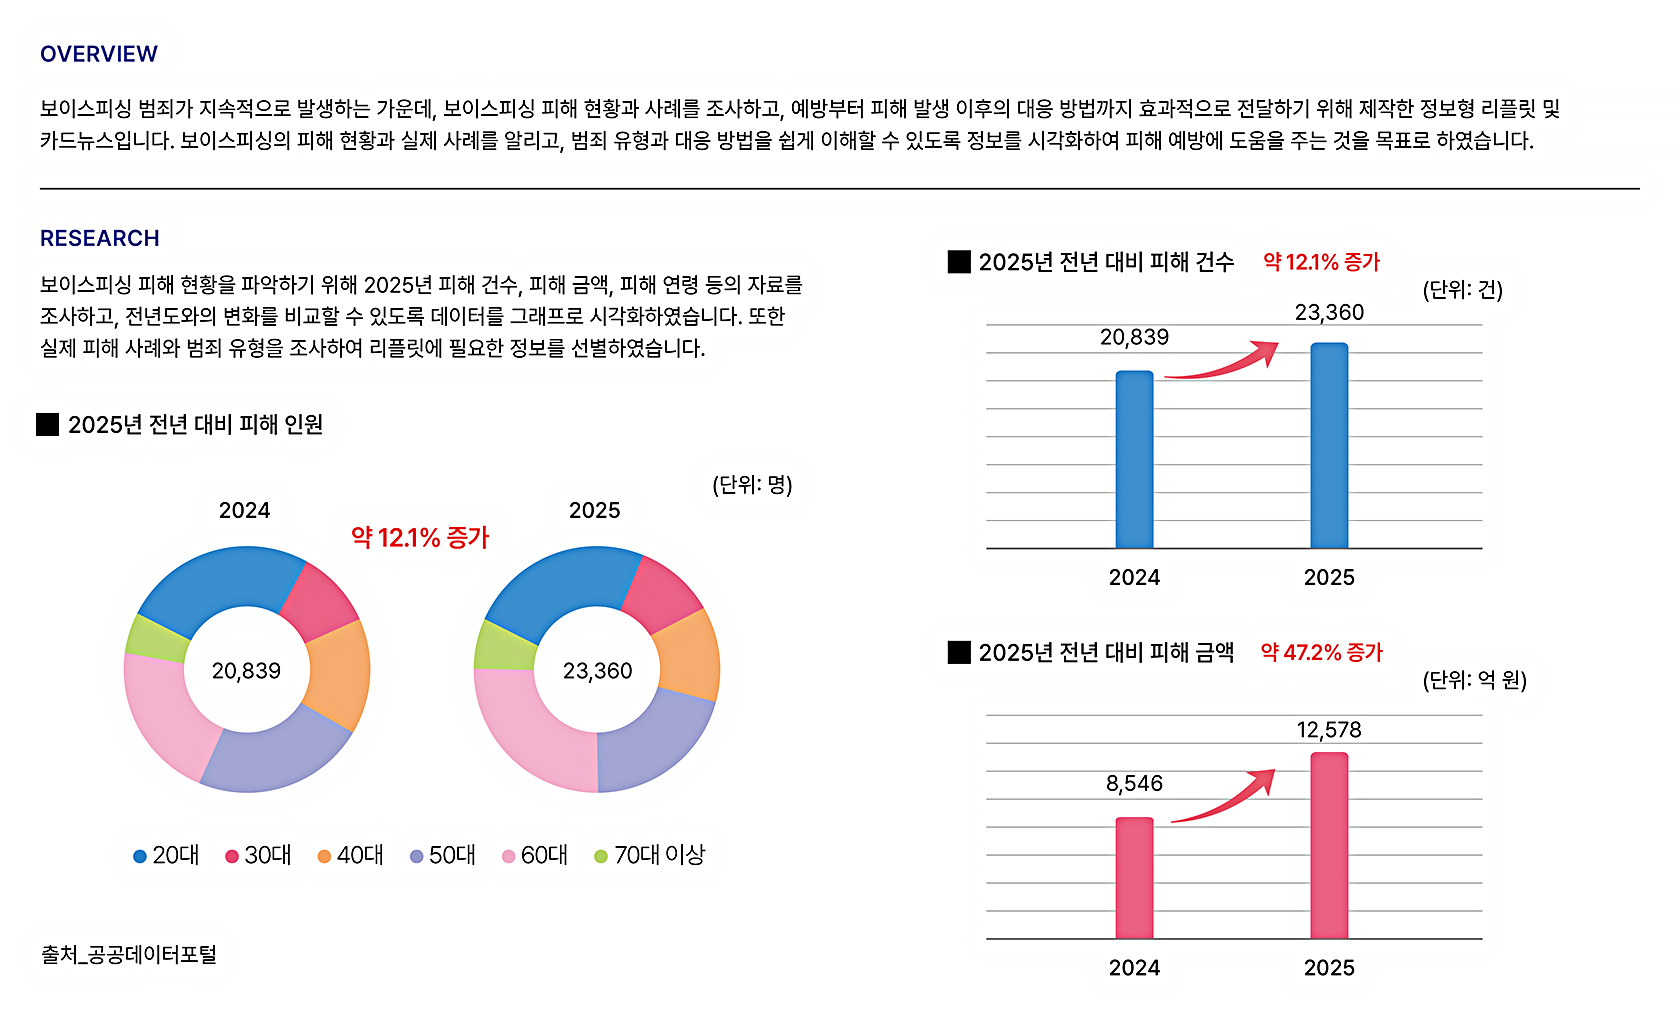 OVERVIEW
보이스피싱 범죄가 지속적으로 발생하는 가운데, 보이스피싱 피해 현황과 사례를 조사하고, 예방부터 피해 발생 이후의 대응 방법까지 효과적으로 전달하기 위해 제작한 정보형 리플릿 및
카드뉴스입니다. 보이스피싱의 피해 현황과 실제 사례를 알리고, 범죄 유형과 대응 방법을 쉽게 이해할 수 있도록 정보를 시각화하여 피해 예방에 도움을 주는 것을 목표로 하였습니다.
RESEARCH
보이스피싱 피해 현황을 파악하기 위해 2025년 피해 건수, 피해 금액, 피해 연령 등의 자료를
조사하고, 전년도와의 변화를 비교할 수 있도록 데이터를 그래프로 시각화하였습니다. 또한
실제 피해 사례와 범죄 유형을 조사하여 리플릿에 필요한 정보를 선별하였습니다.
■ 2025년 전년 대비 피해 인원
(단위: 명)
2024
약 12.1% 증가
2025
20,839
23,360
20대 30대 40대 50대 60대 70대 이상
출처_공공데이터포털
■ 2025년 전년 대비 피해 건수 약 12.1% 증가
(단위: 건)
20,839
23,360
2024
2025
■ 2025년 전년 대비 피해 금액 약 47.2% 증가
(단위: 억 원)
8,546
12,578
2024
2025